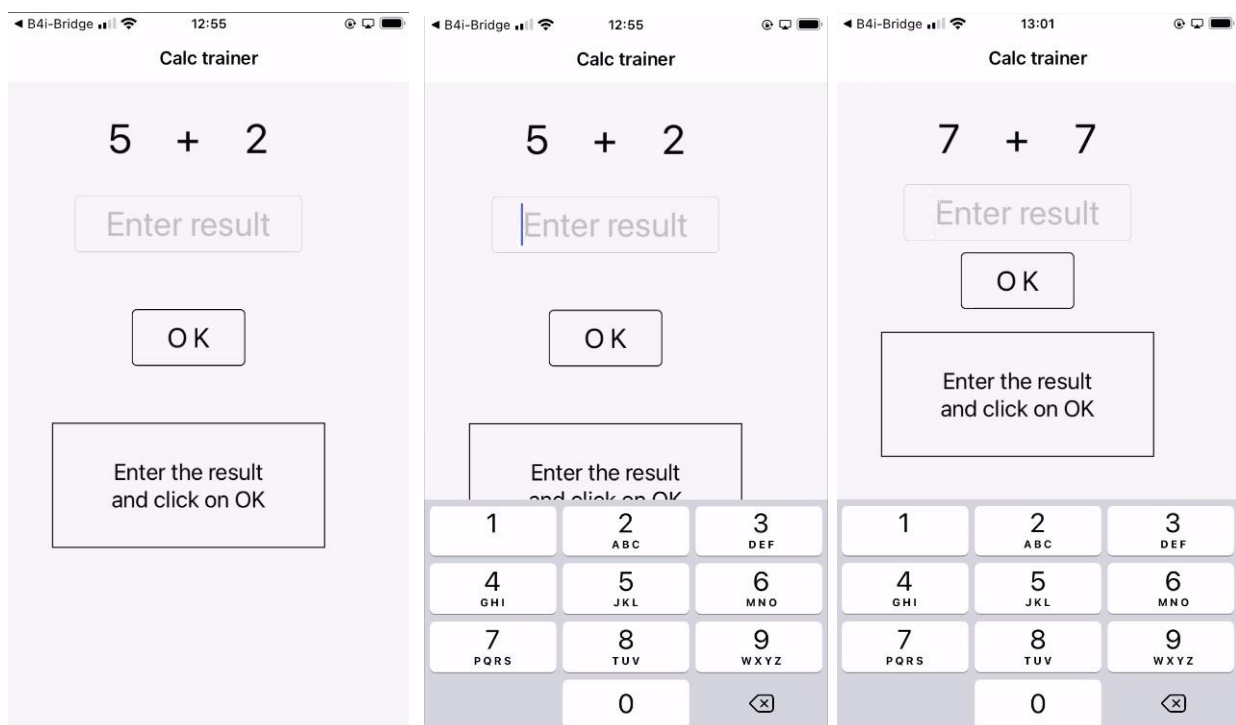 ◀ B4i-Bridge 12:55
Calc trainer
5 + 2
Enter result
O K
Enter the result
and click on OK
◀ B4i-Bridge 12:55
Calc trainer
5 + 2
Enter result
O K
Enter the result
and click on OK
1 2 3
ABC DEF
4 5 6
GHI JKL MNO
7 8 9
PQRS TUV WXYZ
0
◀ B4i-Bridge 13:01
Calc trainer
7 + 7
Enter result
O K
Enter the result
and click on OK
1 2 3
ABC DEF
4 5 6
GHI JKL MNO
7 8 9
PQRS TUV WXYZ
0